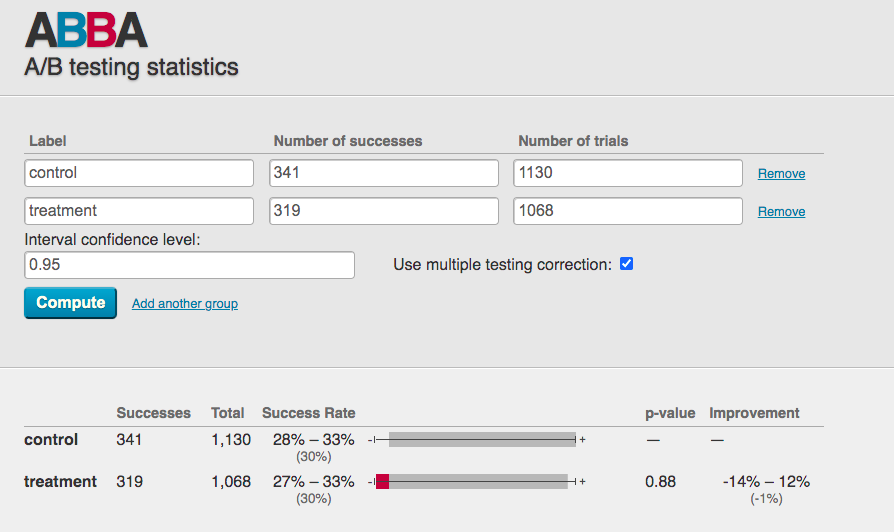 ABBA
A/B testing statistics
Label Number of successes Number of trials
control 341 1130 Remove
treatment 319 1068 Remove
Interval confidence level:
0.95 Use multiple testing correction:
Compute Add another group
Successes Total Success Rate p-value Improvement
control 341 1,130 28% – 33% - + — —
(30%)
treatment 319 1,068 27% – 33% - + 0.88 -14% – 12%
(30%) (-1%)